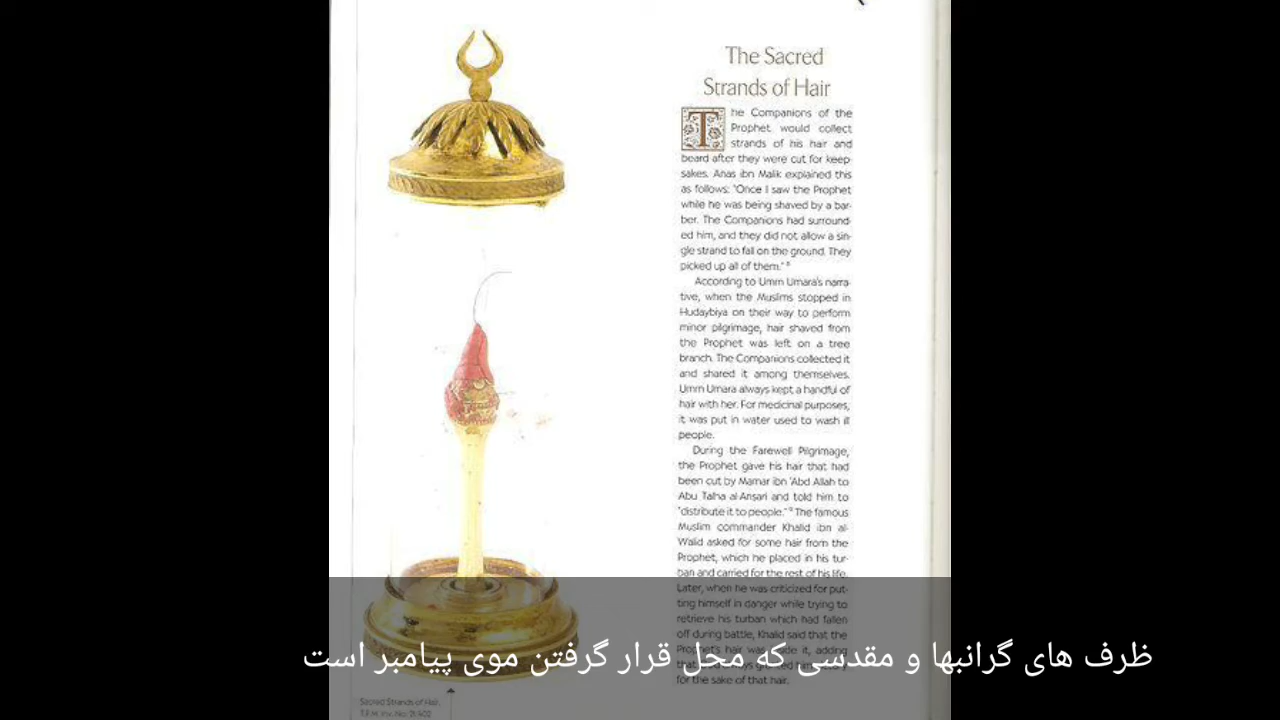 The Sacred
Strands of Hair
The Companions of the
Prophet would collect
strands of his hair and
beard after they were cut for keep-
sakes. Anas ibn Malik explained this
as follows: "Once I saw the Prophet
while he was being shaved by a bar-
ber. The Companions had surround-
ed him, and they did not allow a sin-
gle strand to fall on the ground. They
picked up all of them." 8
According to Umm Umara's narra-
tive, when the Muslims stopped in
Hudaybiya on their way to perform
minor pilgrimage, hair shaved from
the Prophet was left on a tree
branch. The Companions collected it
and shared it among themselves.
Umm Umara always kept a handful of
hair with her. For medicinal purposes,
it was put in water used to wash ill
people.
During the Farewell Pilgrimage,
the Prophet gave his hair that had
been cut by Mamar ibn 'Abd Allah to
Abu Talha al-Ansari and told him to
"distribute it to people." 9 The famous
Muslim commander Khalid ibn al-
Walid asked for some hair from the
Prophet, which he placed in his tur-
ban and carried for the rest of his life.
Later, when he was criticized for put-
ting himself in danger while trying to
retrieve his turban which had fallen
off during battle, Khalid said that the
Prophet's hair was it, adding
that
for the sake of that hair.
ظرف های گرانبها و مقدسی که محل قرار گرفتن موی پیامبر است
Sacred Strands of Hair,